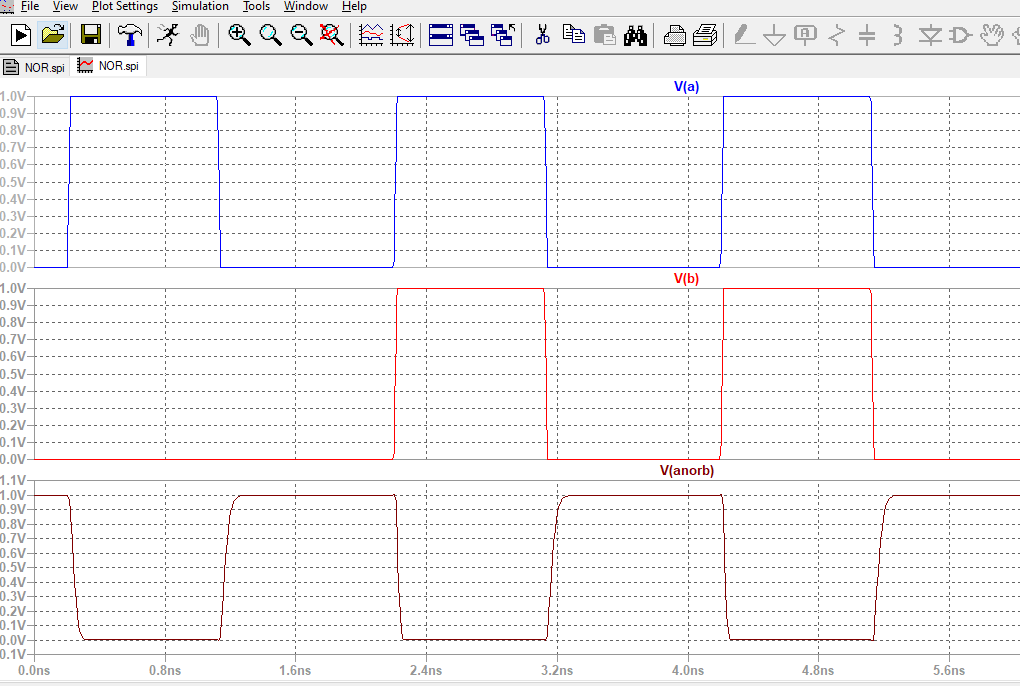 File View Plot Settings Simulation Tools Window Help
NOR.spi NOR.spi
V(a)
1.0V
0.9V
0.8V
0.7V
0.6V
0.5V
0.4V
0.3V
0.2V
0.1V
0.0V
V(b)
1.0V
0.9V
0.8V
0.7V
0.6V
0.5V
0.4V
0.3V
0.2V
0.1V
0.0V
V(anorb)
1.1V
1.0V
0.9V
0.8V
0.7V
0.6V
0.5V
0.4V
0.3V
0.2V
0.1V
0.0V
0.1V
0.0ns 0.8ns 1.6ns 2.4ns 3.2ns 4.0ns 4.8ns 5.6ns